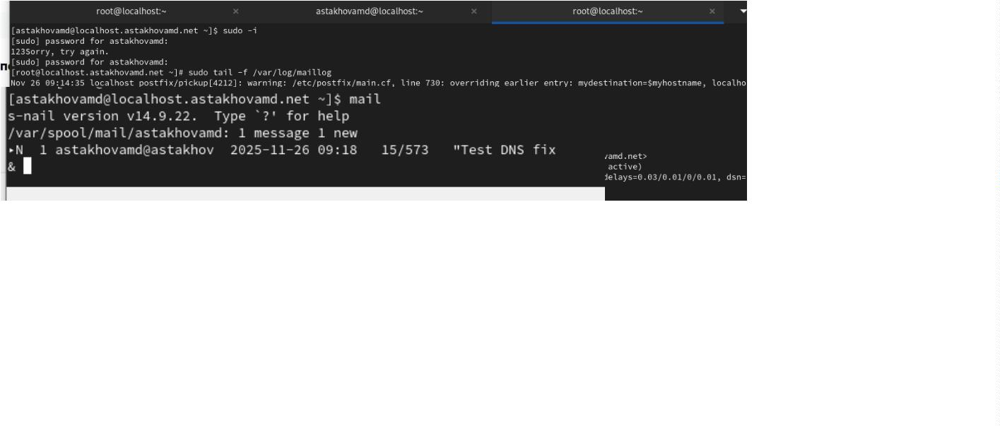 root@localhost:~ × astakhovamd@localhost:~ × root@localhost:~ ×
[astakhovamd@localhost.astakhovamd.net ~]$ sudo -i
[sudo] password for astakhovamd:
123Sorry, try again.
[sudo] password for astakhovamd:
[root@localhost.astakhovamd.net ~]# sudo tail -f /var/log/maillog
Nov 26 09:14:35 localhost postfix/pickup[4212]: warning: /etc/postfix/main.cf, line 730: overriding earlier entry: mydestination=$myhostname, localho
[astakhovamd@localhost.astakhovamd.net ~]$ mail
s-nail version v14.9.22.  Type `?' for help
/var/spool/mail/astakhovamd: 1 message 1 new
▸N  1 astakhovamd@astakhov  2025-11-26 09:18   15/573   "Test DNS fix
&
vamd.net>
active)
delays=0.03/0.01/0/0.01, dsn=